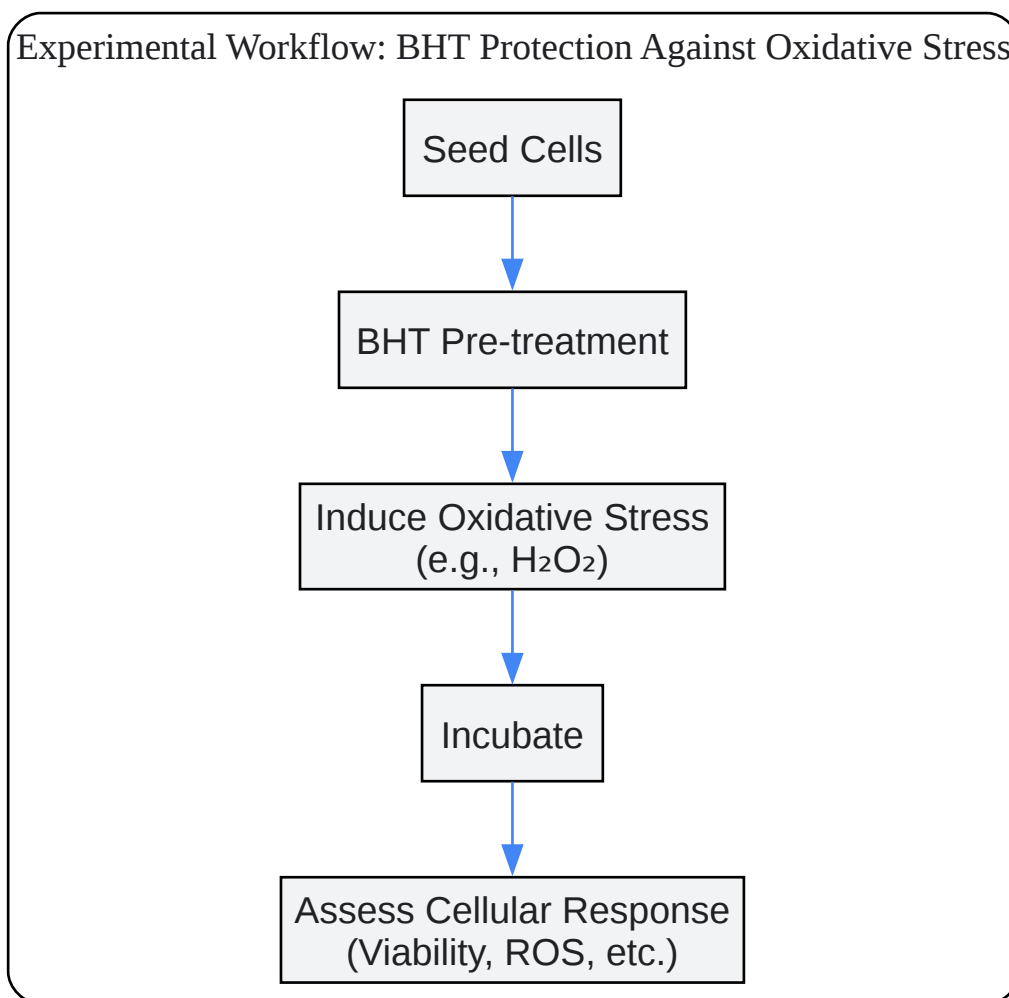 Experimental Workflow: BHT Protection Against Oxidative Stress
Seed Cells
BHT Pre-treatment
Induce Oxidative Stress
(e.g., H₂O₂)
Incubate
Assess Cellular Response
(Viability, ROS, etc.)